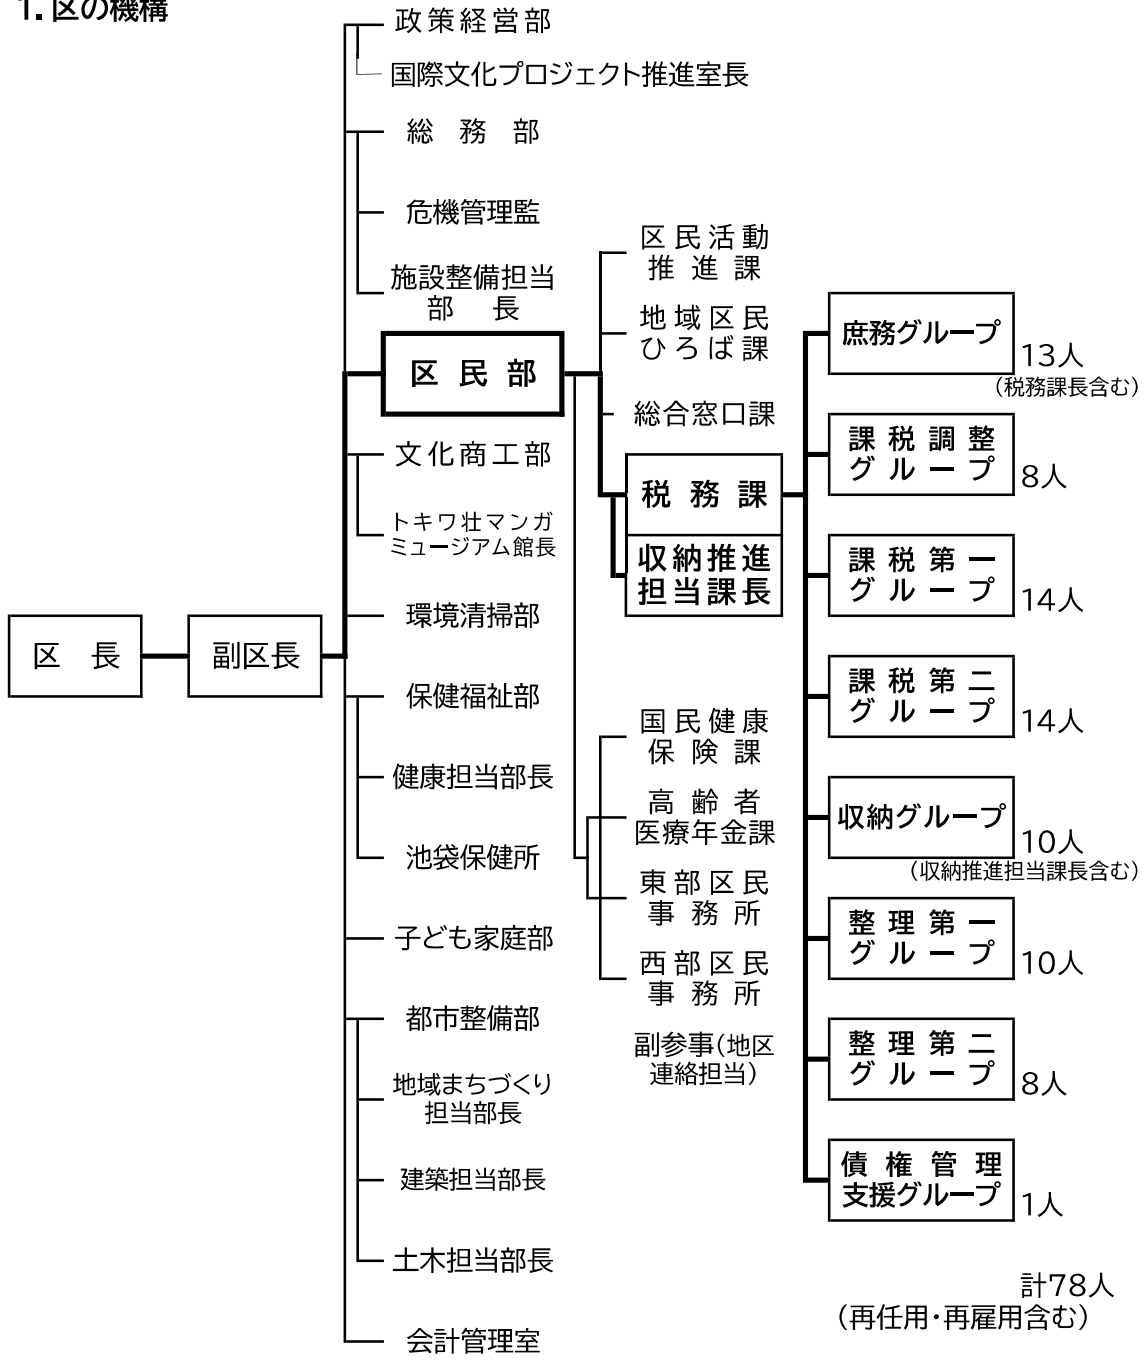 1. 区の機構
政策経営部
国際文化プロジェクト推進室長
総務部
危機管理監
施設整備担当
部長
区民部
文化商工部
トキワ荘マンガ
ミュージアム館長
環境清掃部
保健福祉部
健康担当部長
池袋保健所
子ども家庭部
都市整備部
地域まちづくり
担当部長
建築担当部長
土木担当部長
会計管理室
区長
副区長
区民活動
推進課
地域区民
ひろば課
総合窓口課
税務課
収納推進
担当課長
国民健康
保険課
高齢者
医療年金課
東部区民
事務所
西部区民
事務所
副参事(地区
連絡担当)
庶務グループ
13人
(税務課長含む)
課税調整
グループ
8人
課税第一
グループ
14人
課税第二
グループ
14人
収納グループ
10人
(収納推進担当課長含む)
整理第一
グループ
10人
整理第二
グループ
8人
債権管理
支援グループ
1人
計78人
(再任用・再雇用含む)